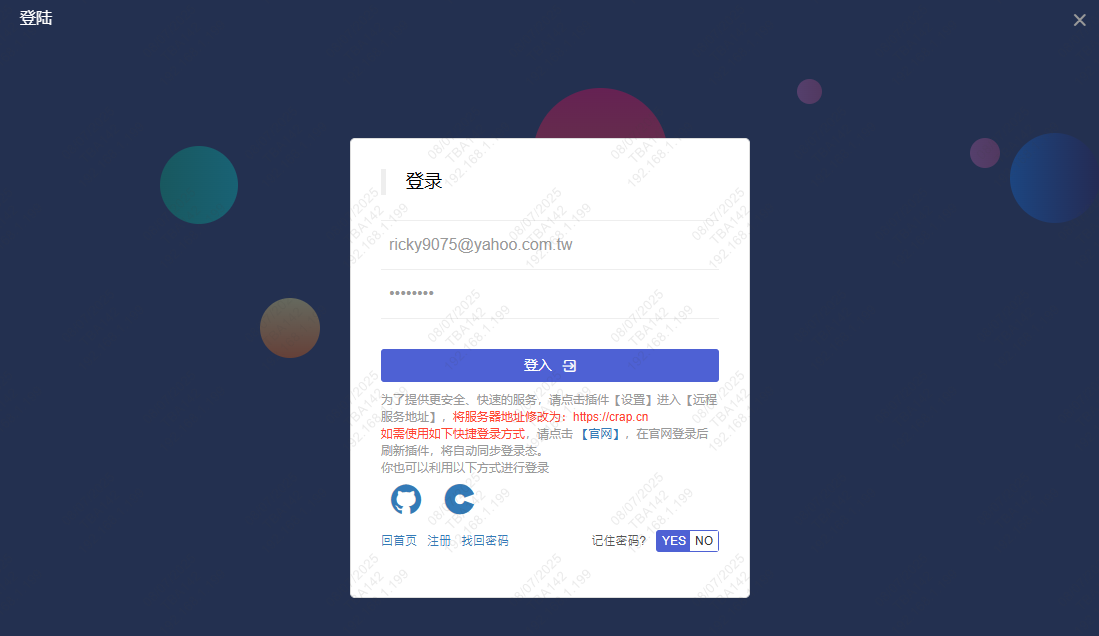 登陆
登录
ricky9075@yahoo.com.tw
••••••••
登入
为了提供更安全、快速的服务，请点击插件【设置】进入【远程
服务地址】，将服务器地址修改为：https://crap.cn
如需使用如下快捷登录方式，请点击 【官网】，在官网登录后
刷新插件，将自动同步登录态。
你也可以利用以下方式进行登录
回首页 注册 找回密码 记住密码? YES NO
08/07/2025
TBA142
192.168.1.199